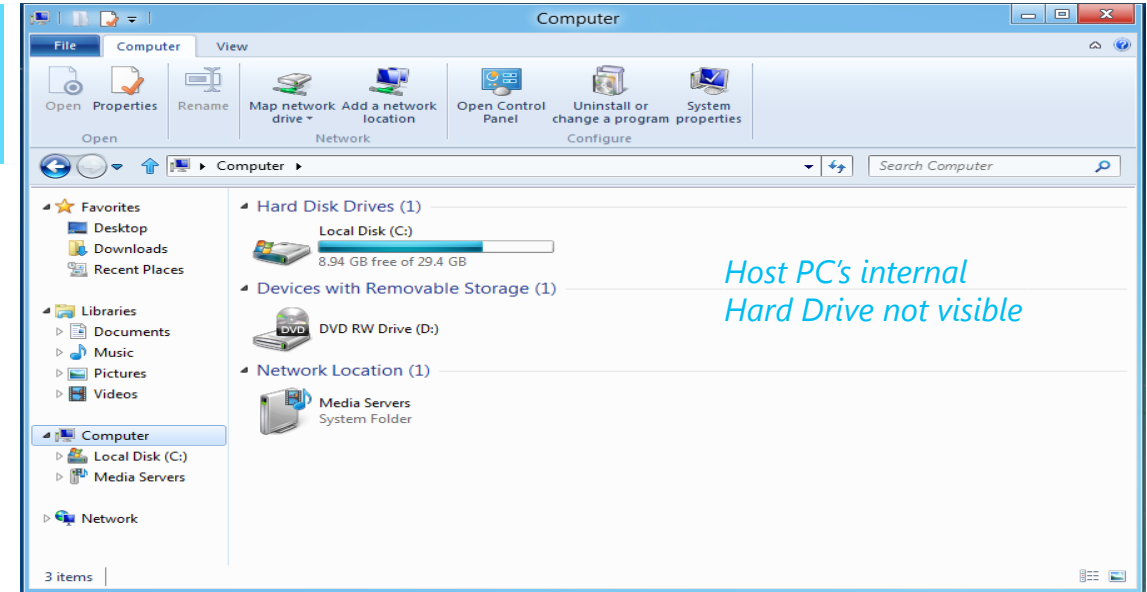 Computer
File Computer View
Open Properties Rename Map network drive Add a network location Open Control Panel Uninstall or change a program System properties
Open Network Configure
Computer Search Computer
Favorites
Desktop
Downloads
Recent Places
Libraries
Documents
Music
Pictures
Videos
Computer
Local Disk (C:)
Media Servers
Network
Hard Disk Drives (1)
Local Disk (C:)
8.94 GB free of 29.4 GB
Devices with Removable Storage (1)
DVD
DVD RW Drive (D:)
Network Location (1)
Media Servers
System Folder
Host PC’s internal
Hard Drive not visible
3 items